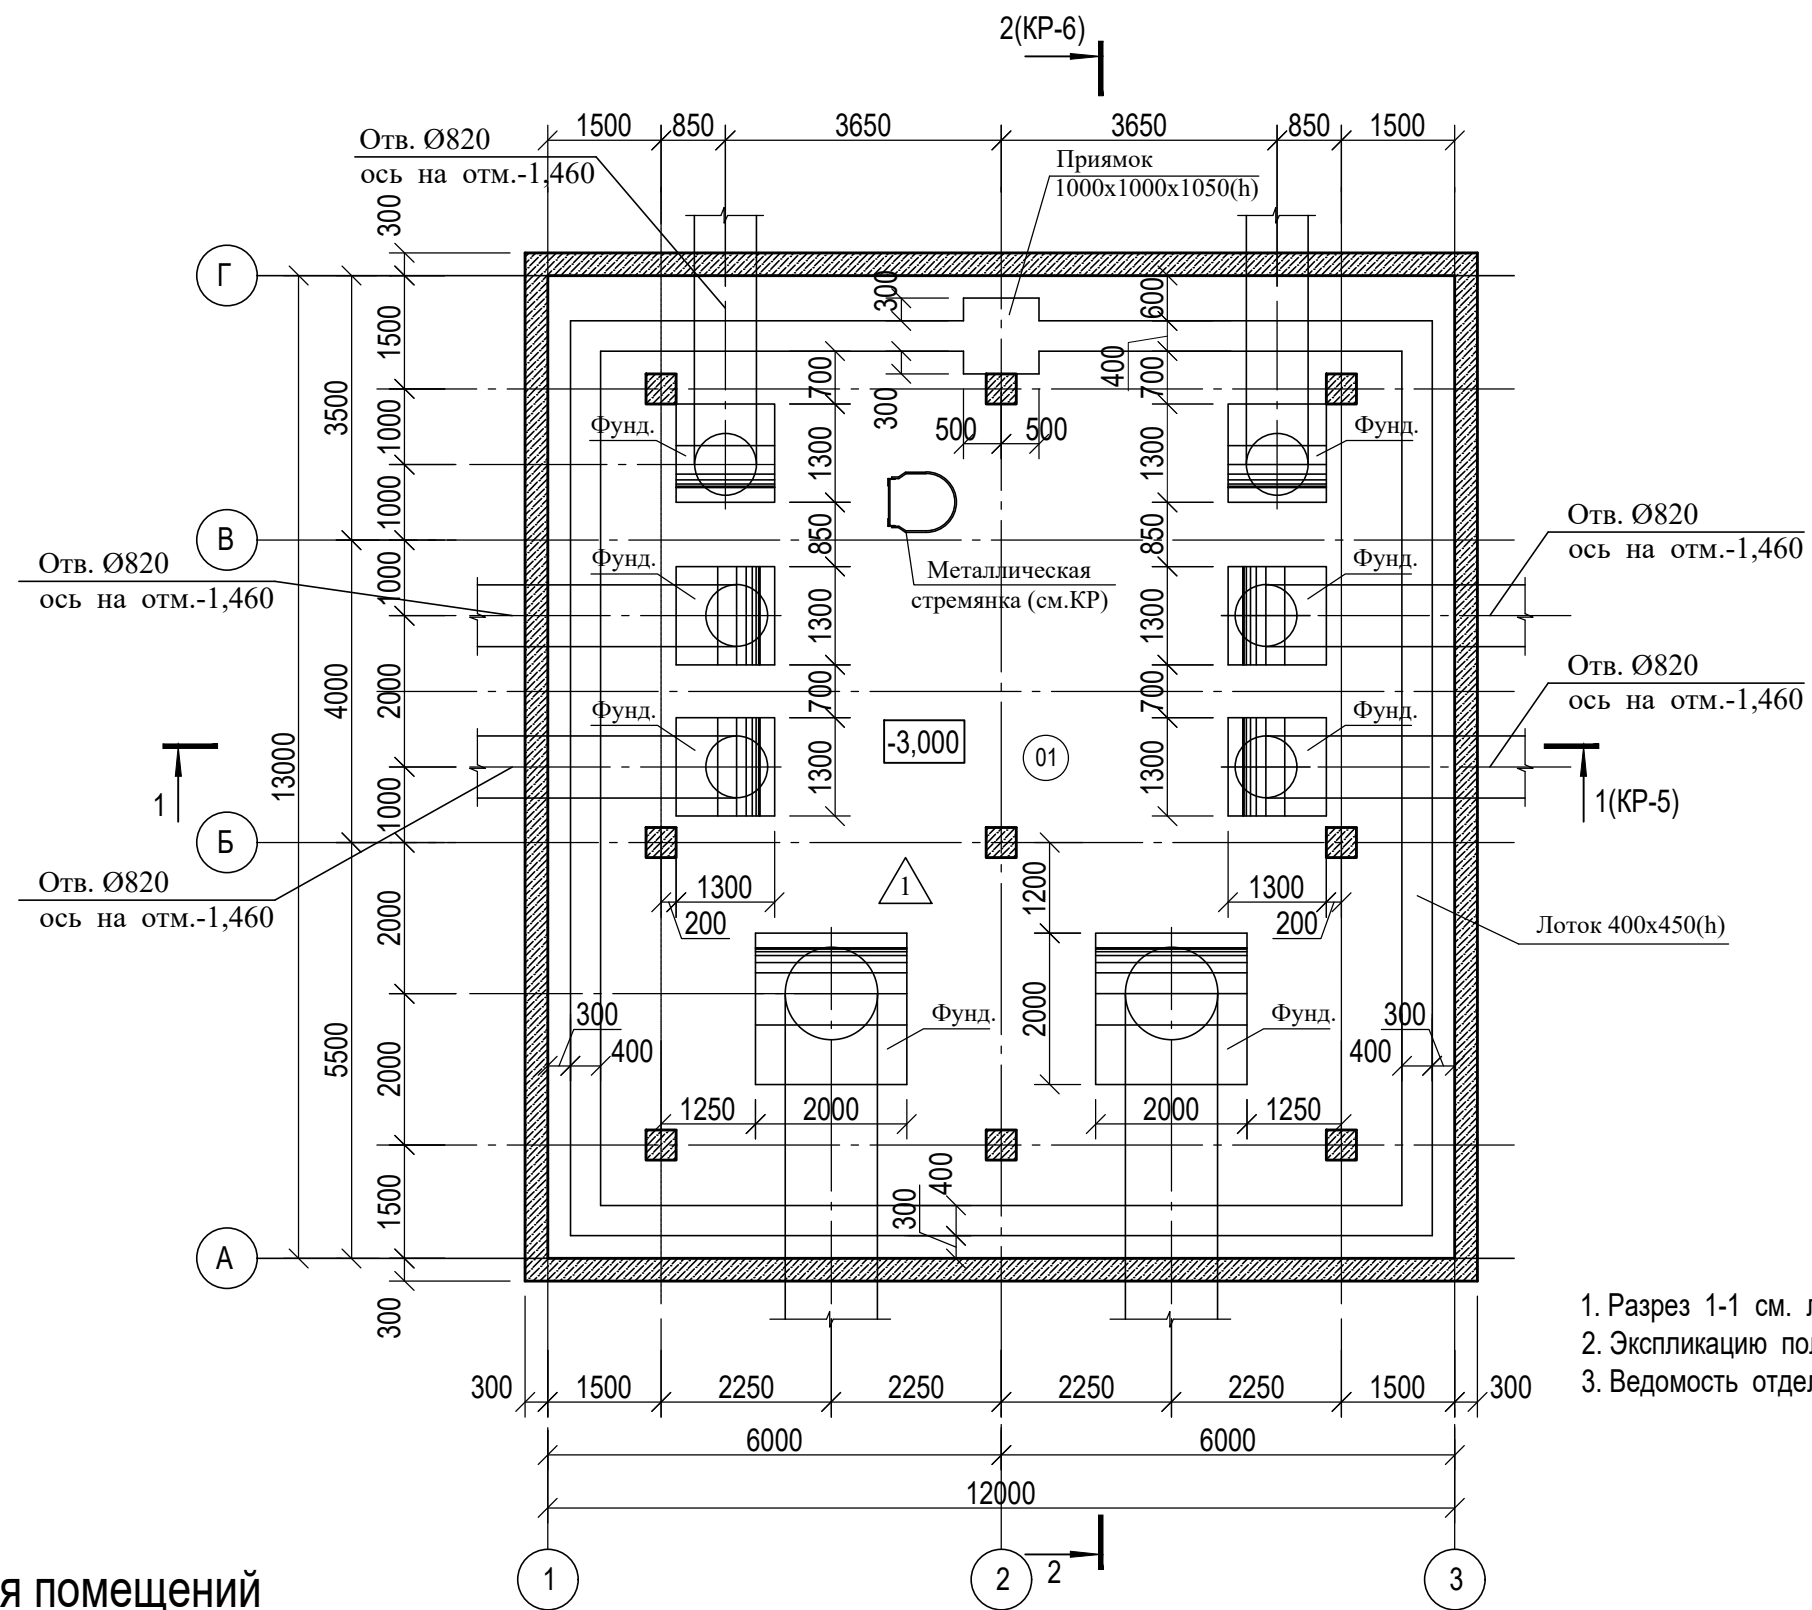 2(КР-6)
1500 850 3650 3650 850 1500
Отв. Ø820
ось на отм.-1,460
Приямок
1000х1000х1050(h)
300
Г
300
600
1500
400
3500
700
300
700
1000
500
500
Фунд.
Фунд.
1300
1300
1000
В
850
850
Отв. Ø820
ось на отм.-1,460
Отв. Ø820
ось на отм.-1,460
Фунд.
Фунд.
Металлическая
стремянка (см.КР)
1000
1300
1300
Отв. Ø820
ось на отм.-1,460
4000
2000
700
700
Фунд.
Фунд.
-3,000
01
13000
1300
1300
1
1(КР-5)
1000
Б
Отв. Ø820
ось на отм.-1,460
1300
200
1
1200
1300
200
2000
Лоток 400х450(h)
Фунд.
Фунд.
2000
300
400
300
400
5500
2000
1250 2000
2000 1250
400
300
1500
А
300
1. Разрез 1-1 см.
2. Экспликацию
3. Ведомость
300 1500 2250 2250 2250 2250 1500 300
6000 6000
12000
1
2
2
3
я помещений